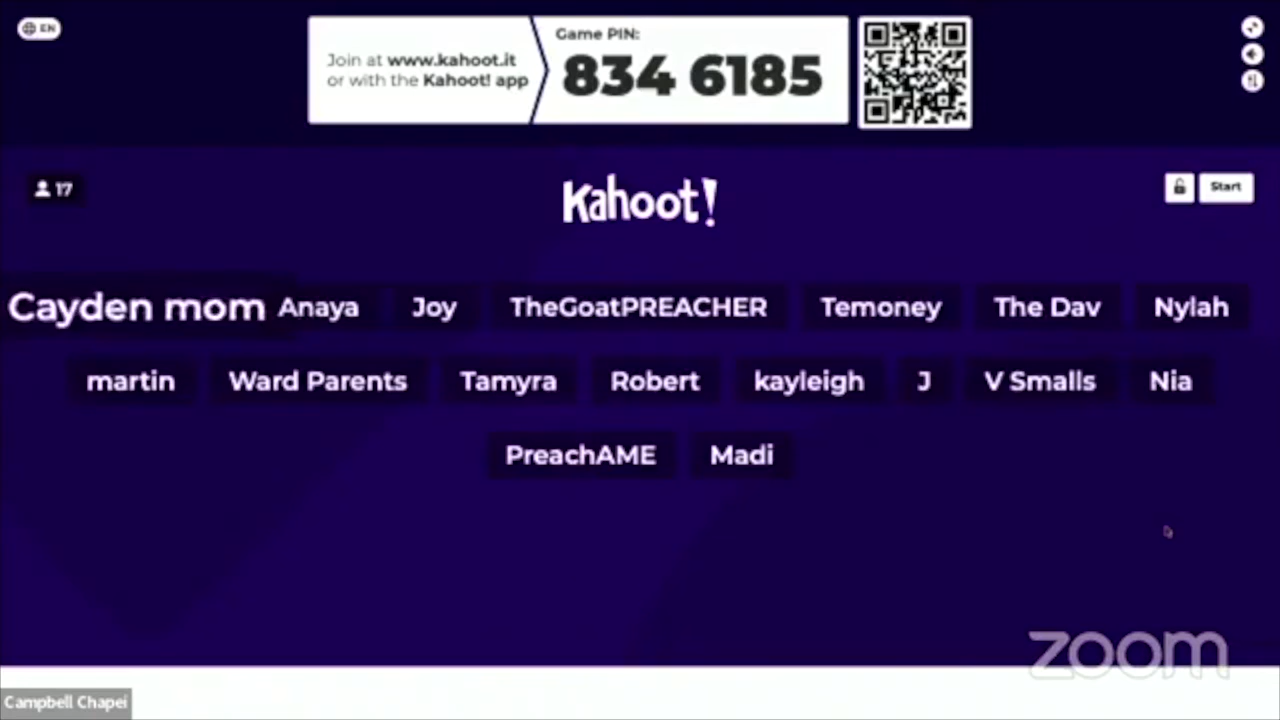 EN
Join at www.kahoot.it
or with the Kahoot! app
Game PIN:
834 6185
17
Kahoot!
Start
Cayden mom Anaya Joy TheGoatPREACHER Temoney The Dav Nylah
martin Ward Parents Tamyra Robert kayleigh J V Smalls Nia
PreachAME Madi
zoom
Campbell Chapel